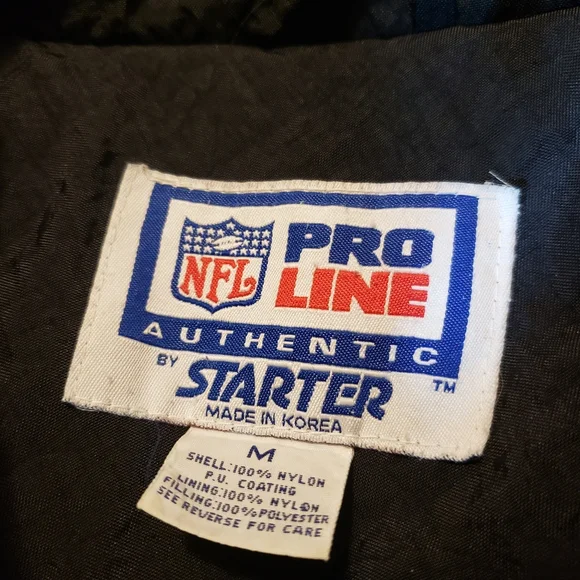 NFL
PRO
LINE
AUTHENTIC
BY STARTER TM
MADE IN KOREA
M
SHELL:100% NYLON
P.U. COATING
LINING:100% NYLON
FILLING:100% POLYESTER
SEE REVERSE FOR CARE